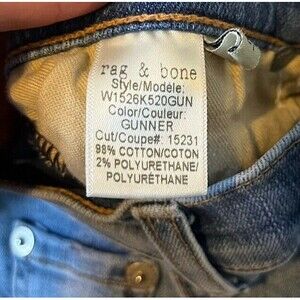 rag & bone
Style/Modèle:
W1526K520GUN
Color/Couleur:
GUNNER
Cut/Coupe#: 15231
98% COTTON/COTON
2% POLYURETHANE/
POLYURÉTHANE